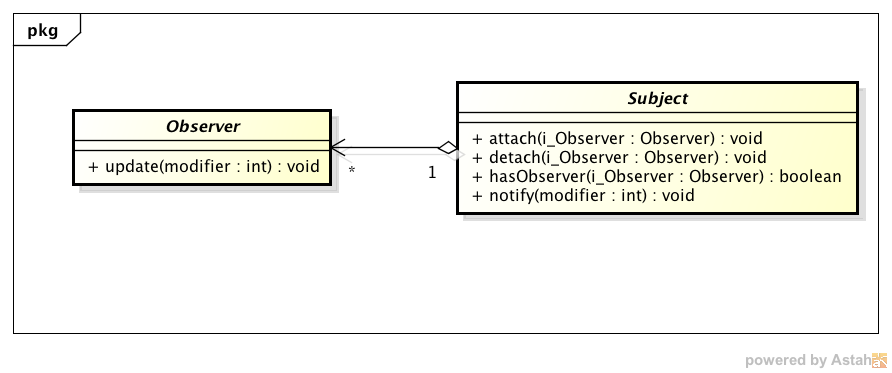 pkg
Observer
+ update(modifier : int) : void
*
1
Subject
+ attach(i_Observer : Observer) : void
+ detach(i_Observer : Observer) : void
+ hasObserver(i_Observer : Observer) : boolean
+ notify(modifier : int) : void
powered by Astah